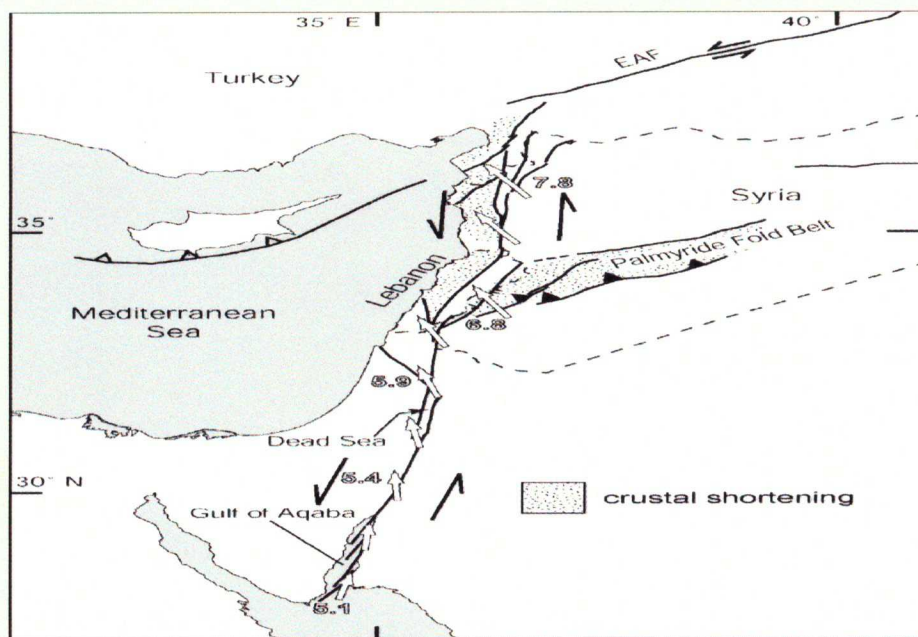 35° E
40°
EAF
Turkey
7.8
Syria
35°
Palmyride Fold Belt
Lebanon
Mediterranean
Sea
6.8
5.9
Dead Sea
30° N
5.4
crustal shortening
Gulf of Aqaba
5.1